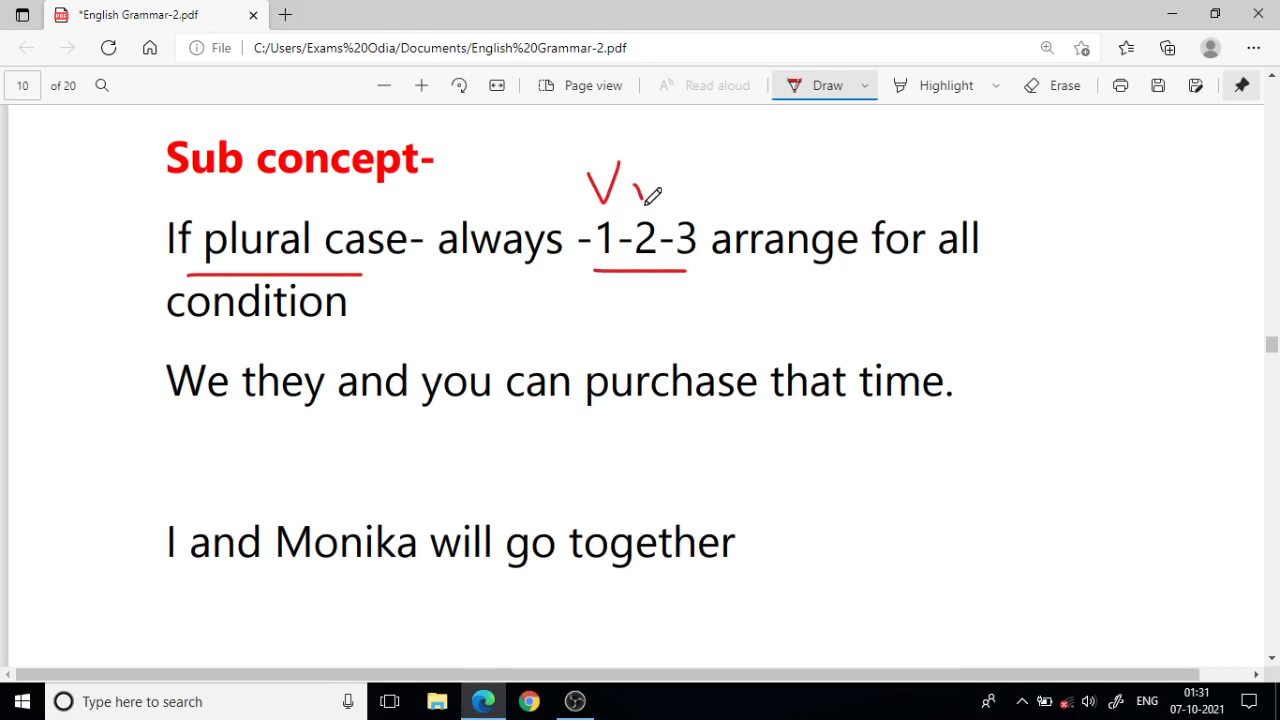 *English Grammar-2.pdf
File C:/Users/Exams%20Odia/Documents/English%20Grammar-2.pdf
10 of 20 Page view Read aloud Draw Highlight Erase
Sub concept-
If plural case- always -1-2-3 arrange for all
condition
We they and you can purchase that time.
I and Monika will go together
Type here to search
ENG
01:31
07-10-2021